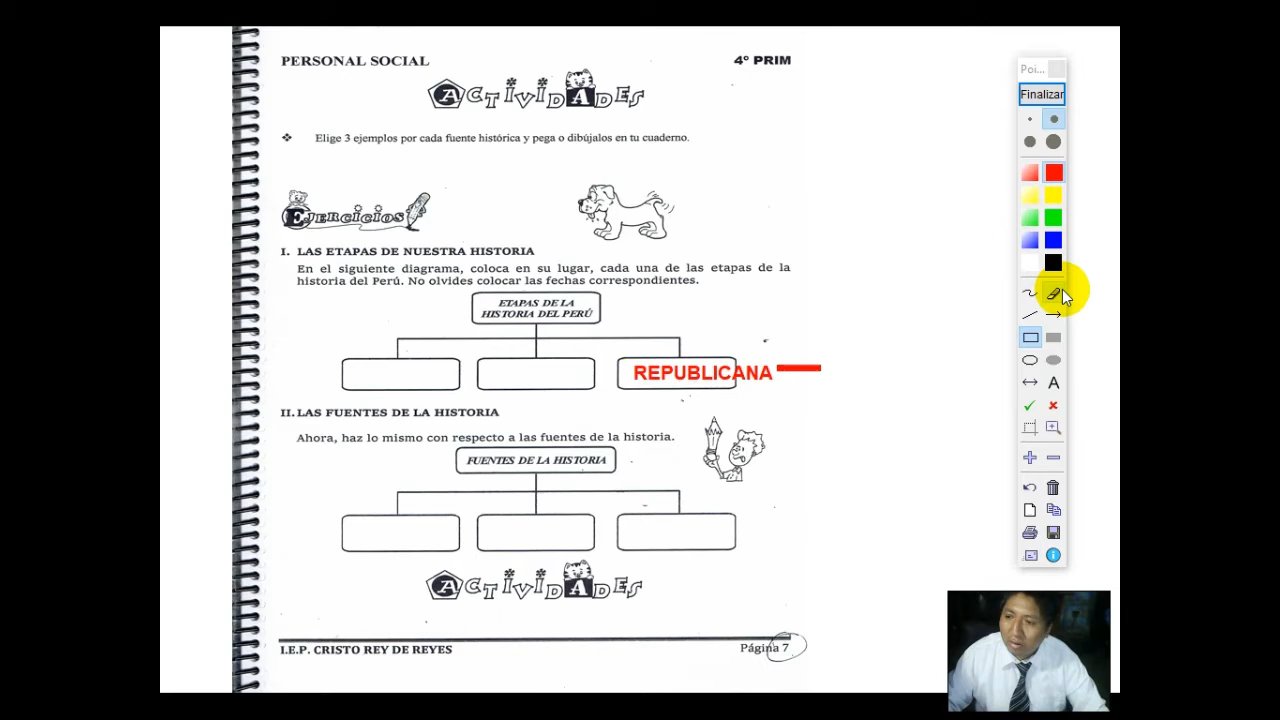 PERSONAL SOCIAL
4º PRIM
ACTIVIDADES
❖ Elige 3 ejemplos por cada fuente histórica y pega o dibújalos en tu cuaderno.
EJERCICIOS
I. LAS ETAPAS DE NUESTRA HISTORIA
En el siguiente diagrama, coloca en su lugar, cada una de las etapas de la
historia del Perú. No olvides colocar las fechas correspondientes.
ETAPAS DE LA
HISTORIA DEL PERÚ
REPUBLICANA
II. LAS FUENTES DE LA HISTORIA
Ahora, haz lo mismo con respecto a las fuentes de la historia.
FUENTES DE LA HISTORIA
ACTIVIDADES
I.E.P. CRISTO REY DE REYES
Página 7
Poi...
Finalizar
A